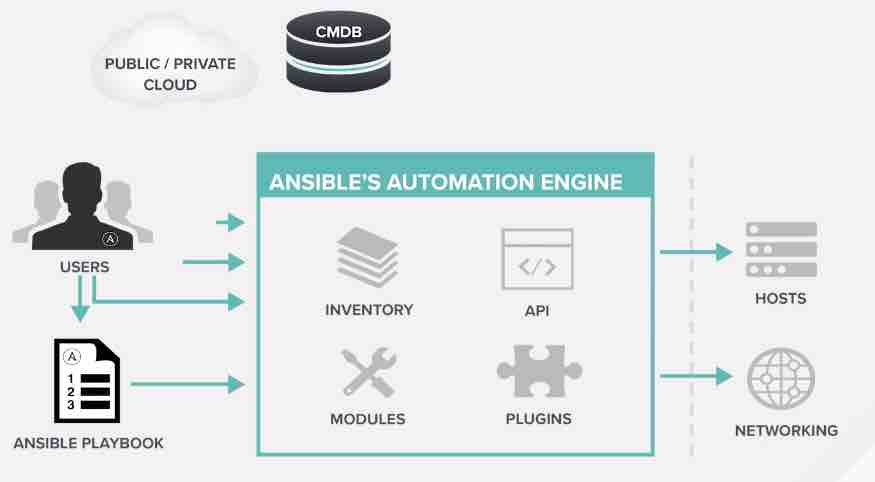 CMDB
PUBLIC / PRIVATE
CLOUD
ANSIBLE'S AUTOMATION ENGINE
A
USERS
INVENTORY
API
HOSTS
A
1
2
3
MODULES
PLUGINS
ANSIBLE PLAYBOOK
NETWORKING